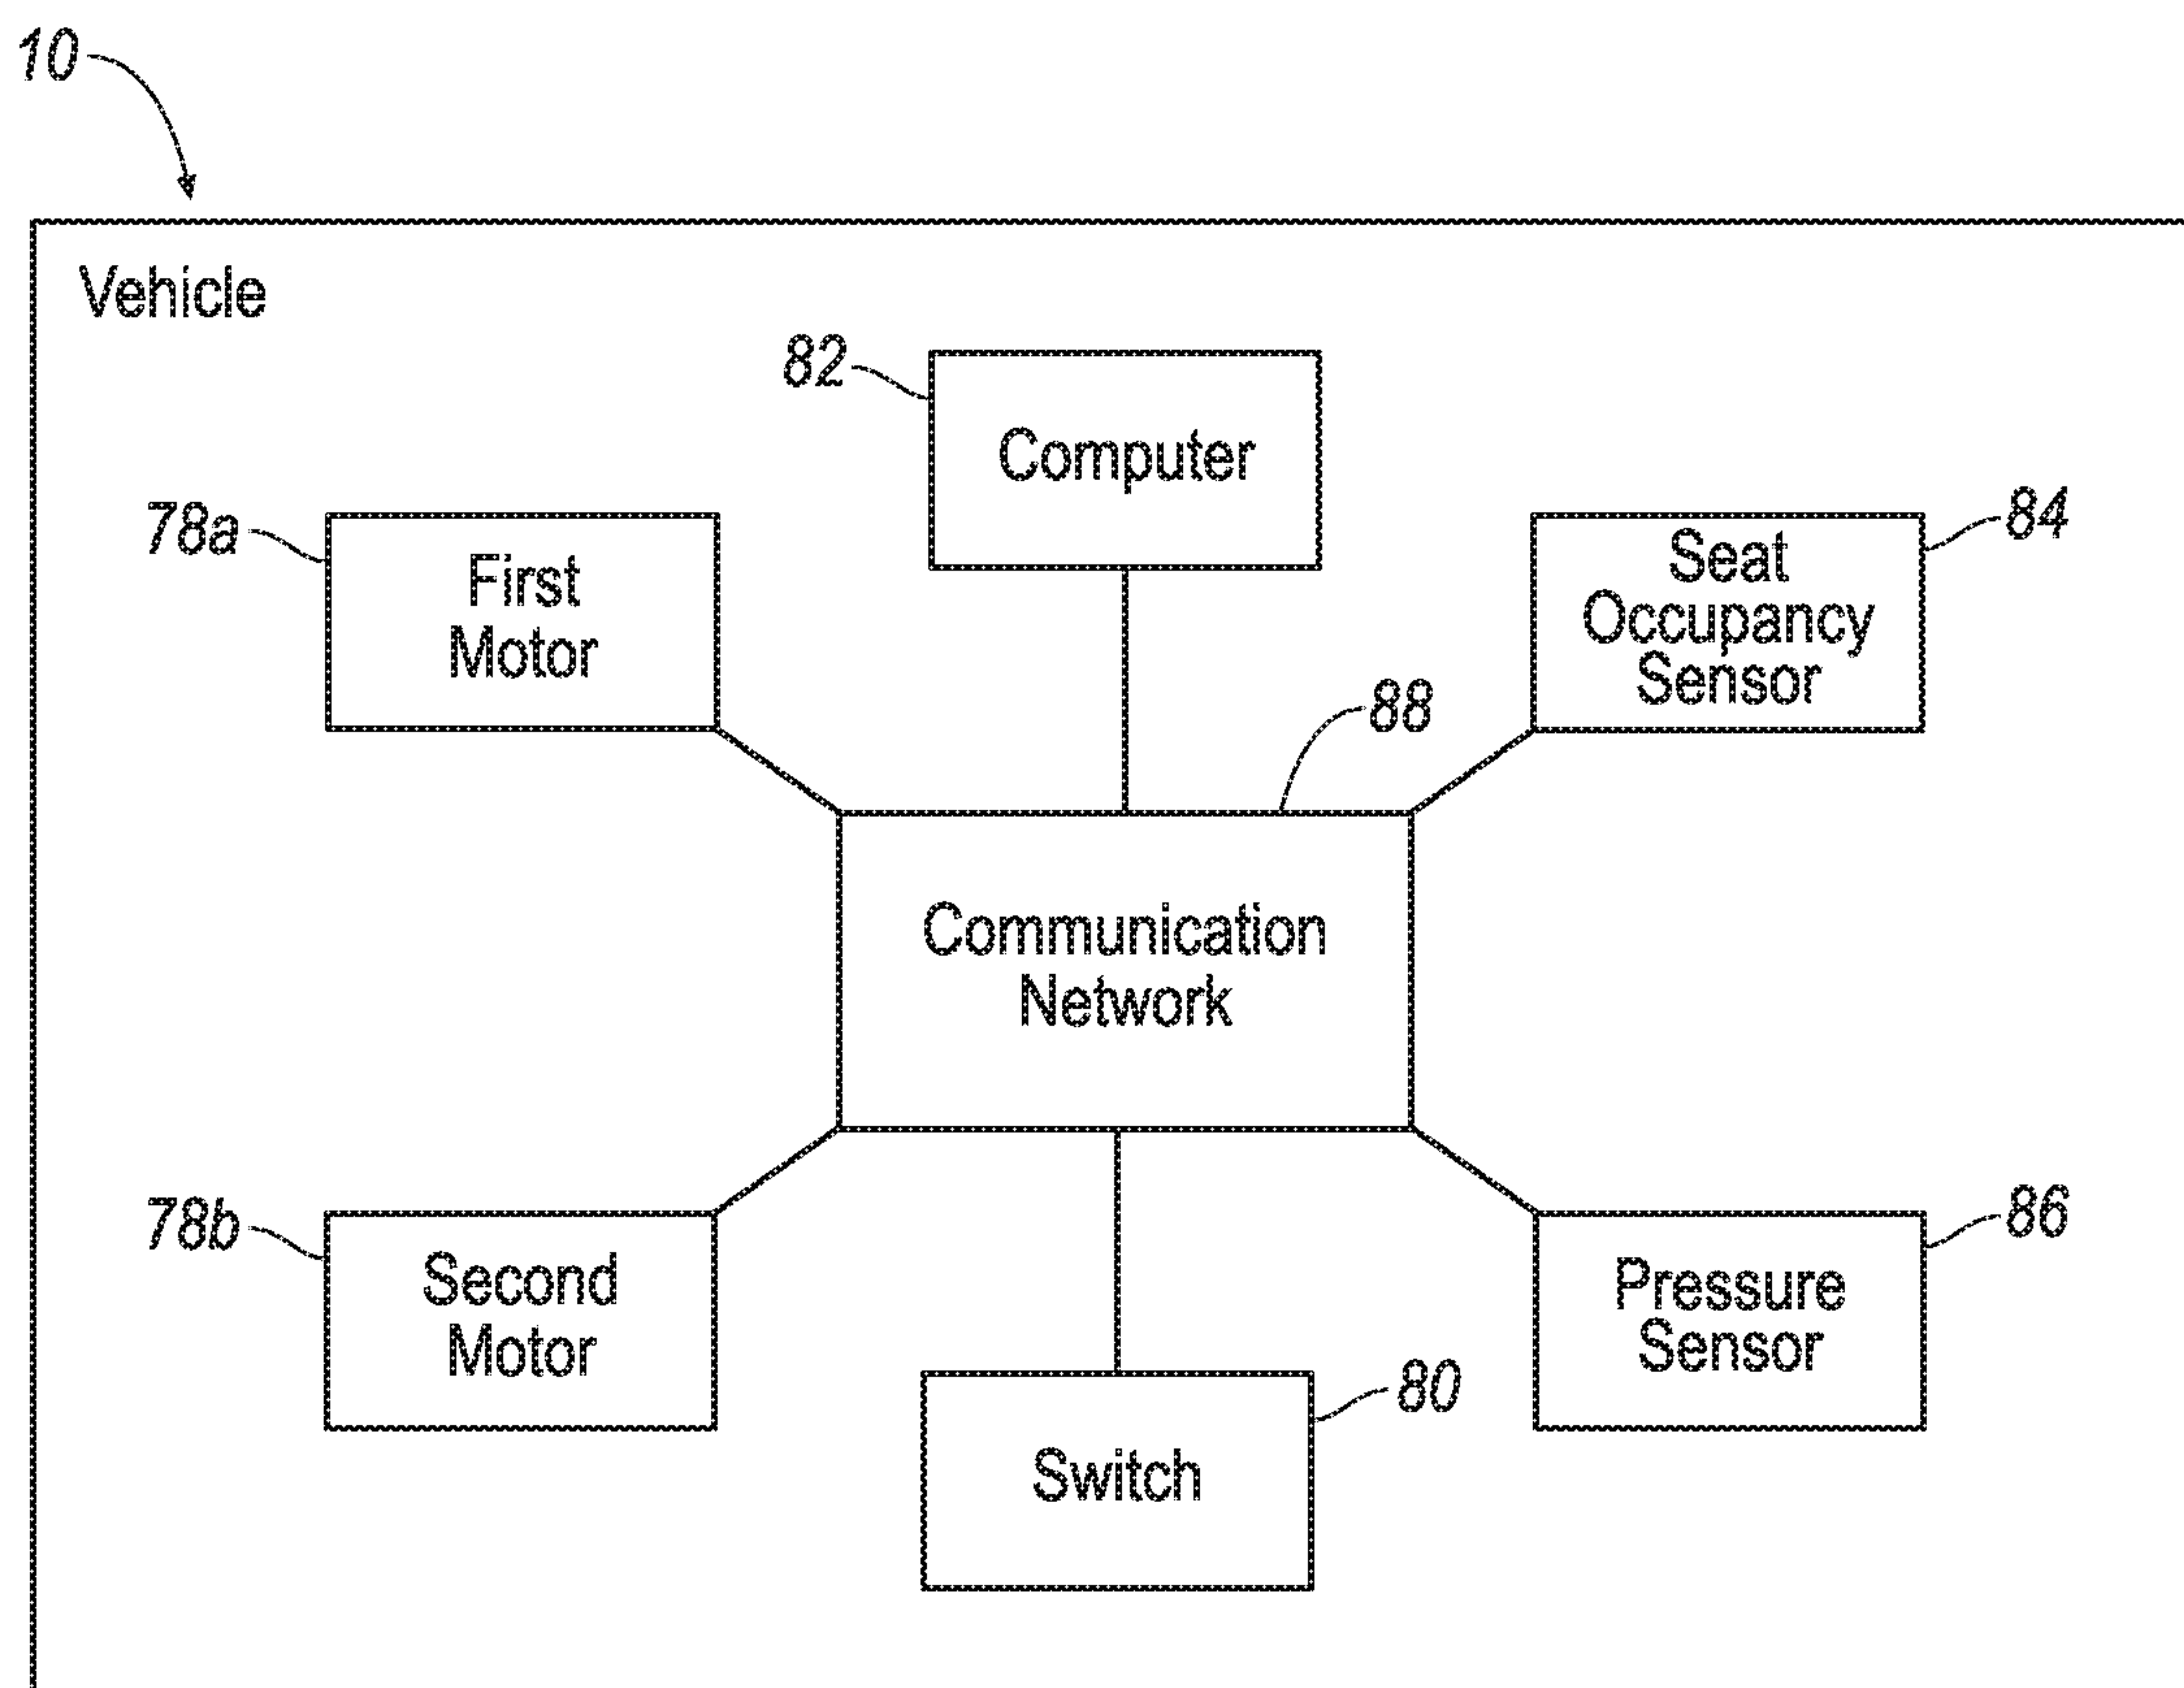 10
Vehicle
82
Computer
78a
First
Motor
84
Seat
Occupancy
Sensor
88
Communication
Network
78b
Second
Motor
86
Pressure
Sensor
80
Switch